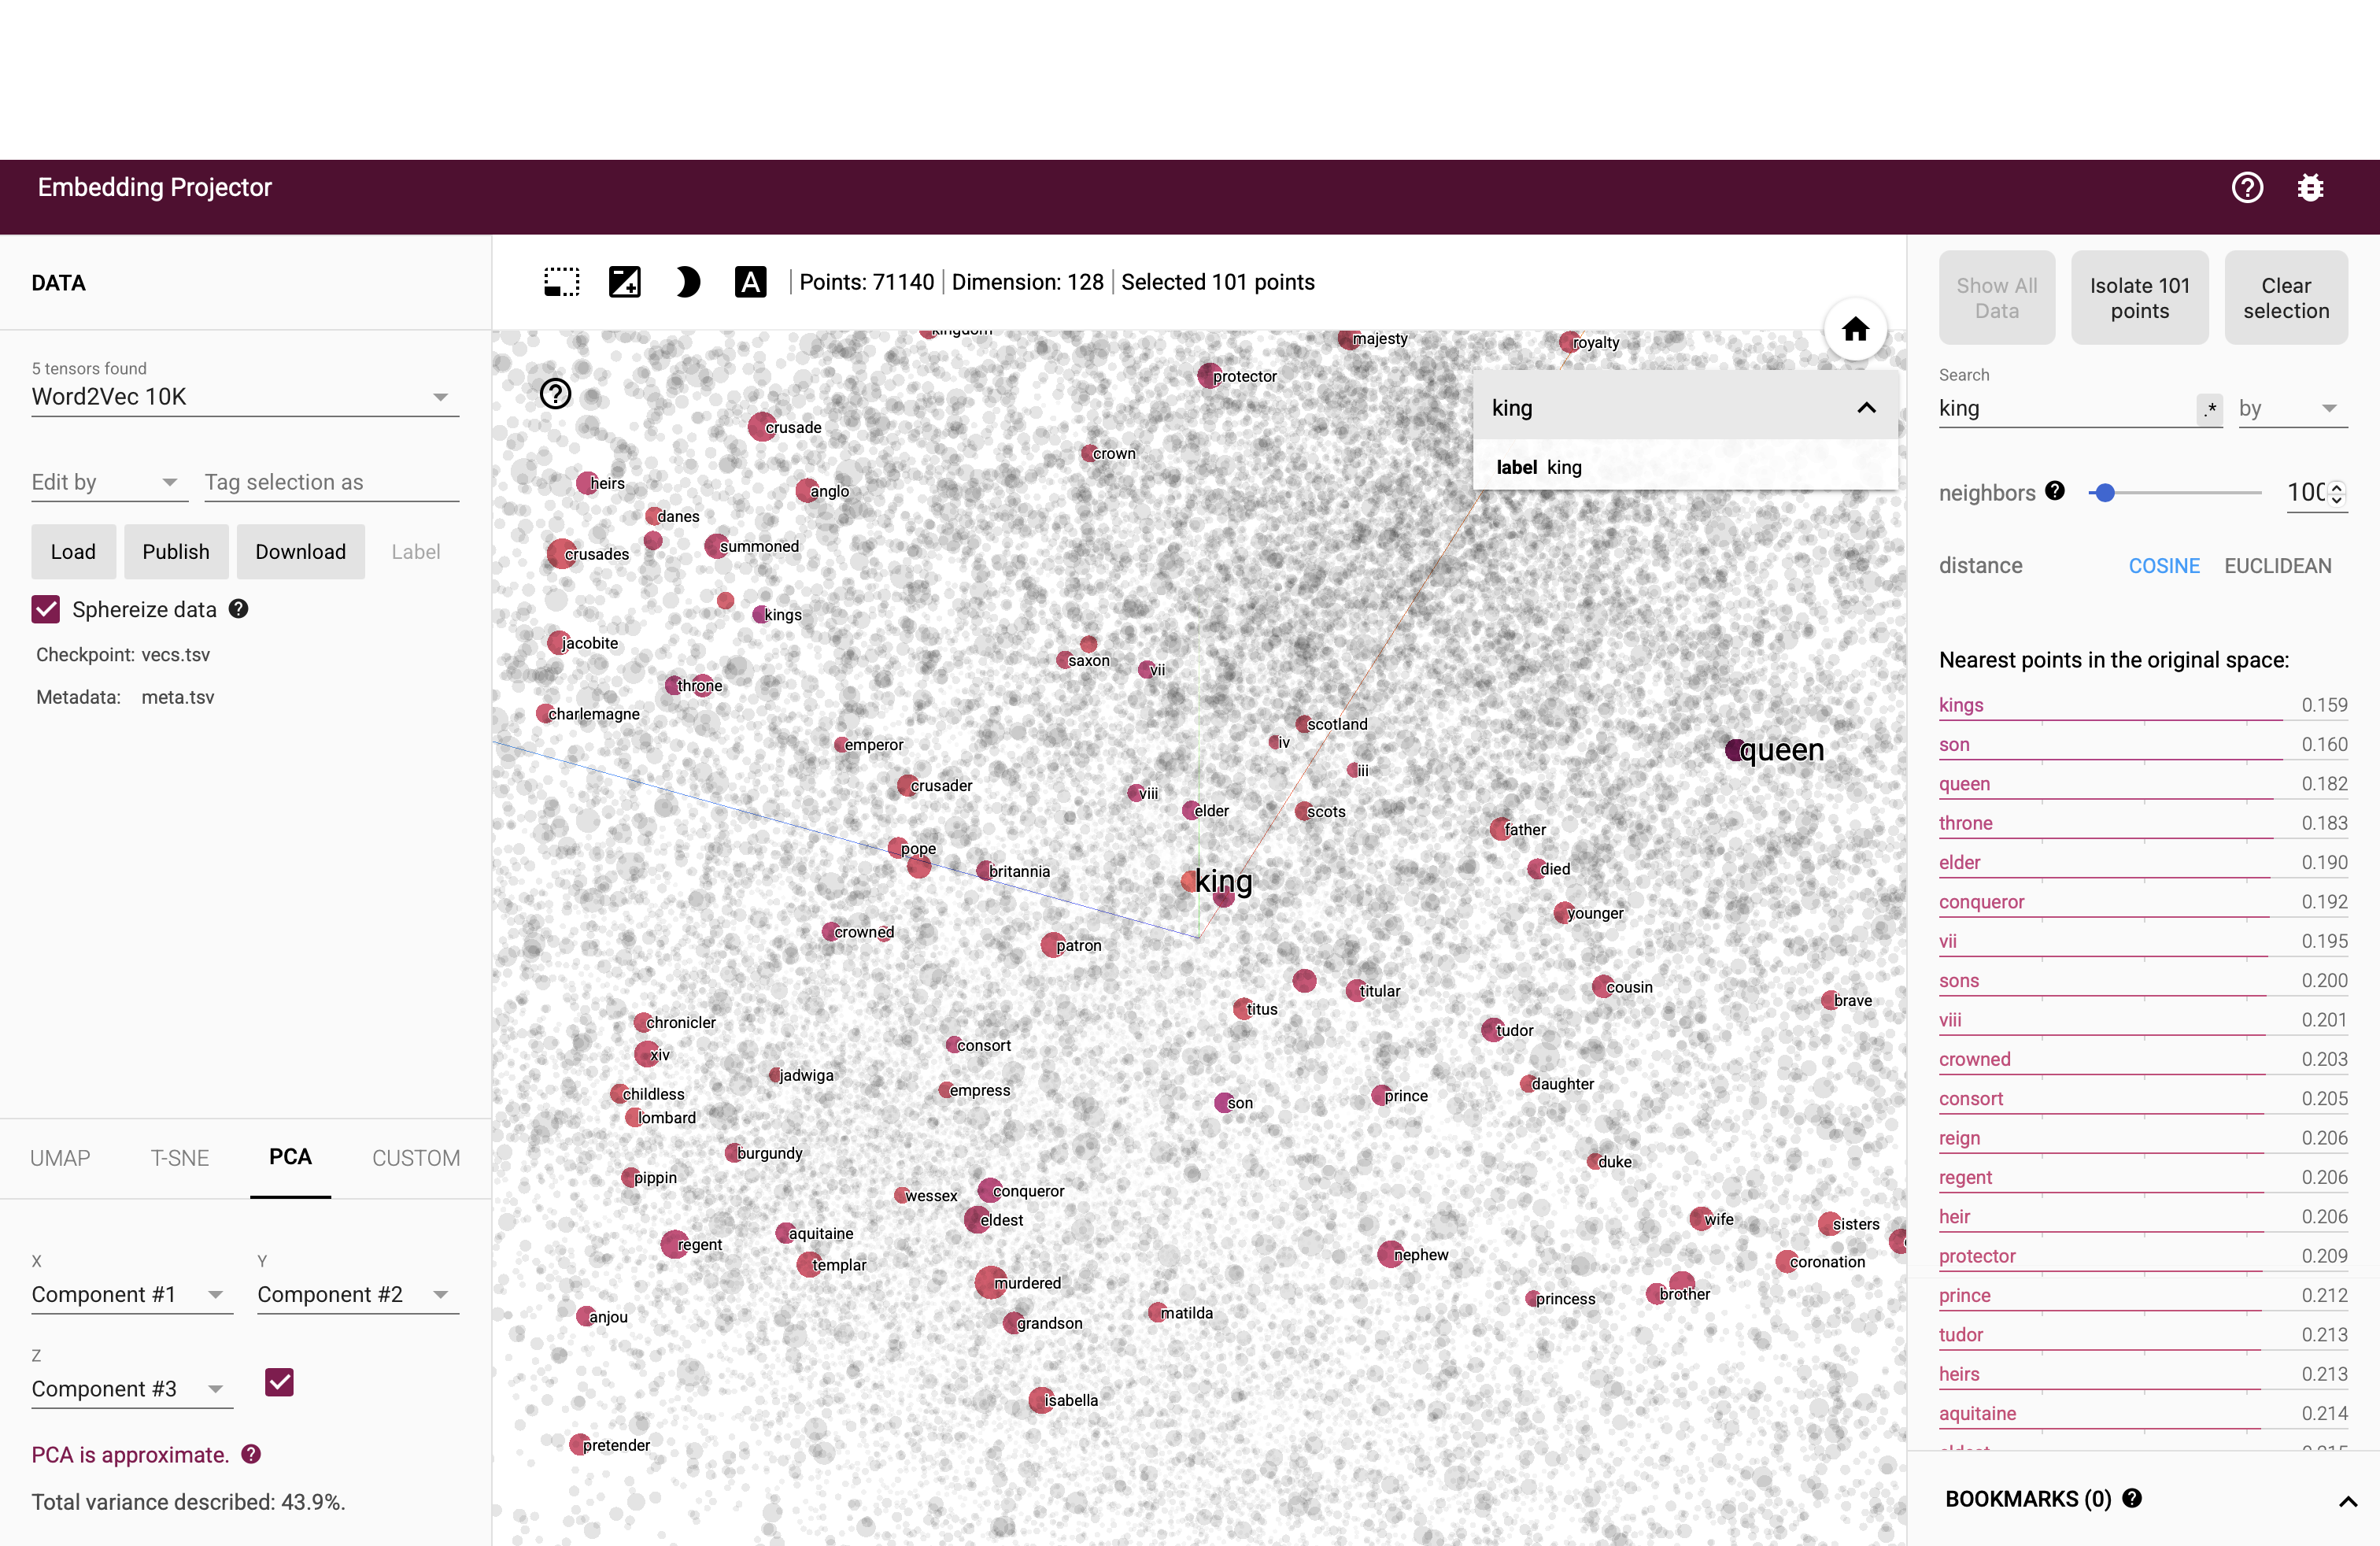 Embedding Projector
DATA
5 tensors found
Word2Vec 10K
Edit by
Tag selection as
Load
Publish
Download
Label
Sphereize data
Checkpoint: vecs.tsv
Metadata: meta.tsv
UMAP
T-SNE
PCA
CUSTOM
X
Component #1
Y
Component #2
Z
Component #3
PCA is approximate.
Total variance described: 43.9%.
A
Points: 71140
Dimension: 128
Selected 101 points
kingdom
majesty
royalty
protector
king
label king
crusade
crown
heirs
anglo
danes
crusades
summoned
kings
jacobite
saxon
vii
throne
charlemagne
scotland
emperor
iv
queen
iii
crusader
viii
elder
scots
father
pope
britannia
died
king
younger
crowned
patron
cousin
titular
brave
titus
chronicler
tudor
consort
xiv
jadwiga
daughter
childless
empress
prince
son
lombard
burgundy
duke
pippin
conqueror
wessex
eldest
wife
sisters
aquitaine
regent
nephew
templar
coronation
murdered
brother
princess
anjou
matilda
grandson
isabella
pretender
Show All
Data
Isolate 101
points
Clear
selection
Search
king
.*
by
neighbors
100
distance
COSINE
EUCLIDEAN
Nearest points in the original space:
kings 0.159
son 0.160
queen 0.182
throne 0.183
elder 0.190
conqueror 0.192
vii 0.195
sons 0.200
viii 0.201
crowned 0.203
consort 0.205
reign 0.206
regent 0.206
heir 0.206
protector 0.209
prince 0.212
tudor 0.213
heirs 0.213
aquitaine 0.214
BOOKMARKS (0)